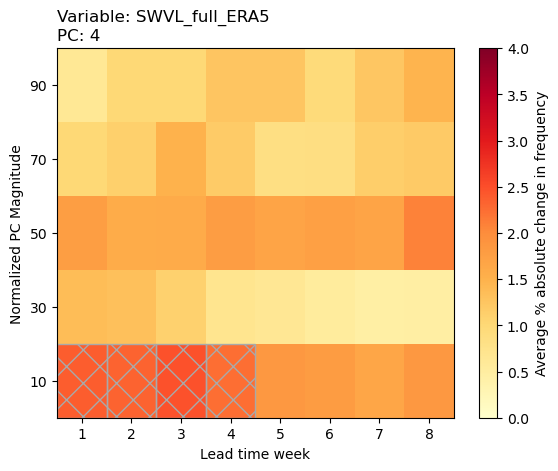 Variable: SWVL_full_ERA5
PC: 4
Normalized PC Magnitude
90
70
50
30
10
1 2 3 4 5 6 7 8
Lead time week
4.0
3.5
3.0
2.5
2.0
1.5
1.0
0.5
0.0
Average % absolute change in frequency